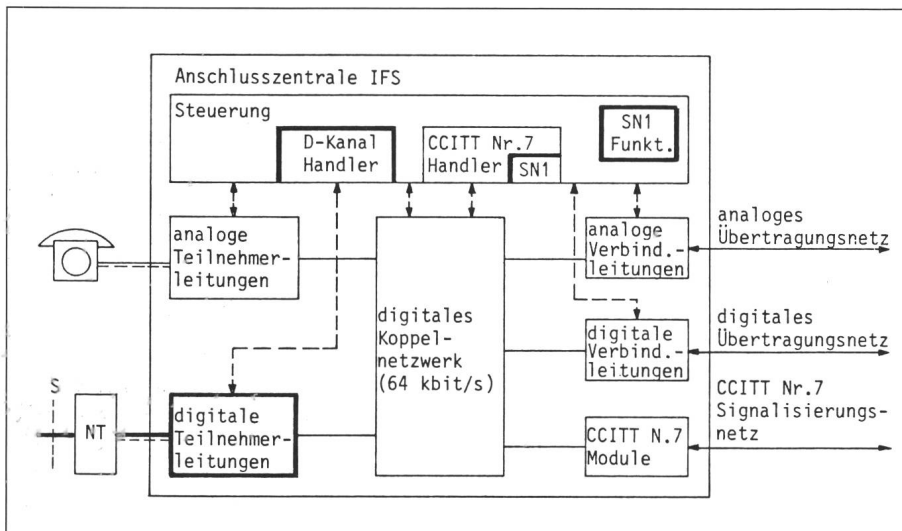 Anschlusszentrale IFS
Steuerung
D-Kanal
Handler
CCITT Nr.7
Handler
SN1
SN1
Funkt.
analoge
Teilnehmer-
leitungen
analoge
Verbind.-
leitungen
analoges
Übertragungsnetz
digitales
Koppel-
netzwerk
(64 kbit/s)
digitale
Verbind.-
leitungen
digitales
Übertragungsnetz
S
NT
digitale
Teilnehmer-
leitungen
CCITT N.7
Module
CCITT Nr.7
Signalisierungs-
netz